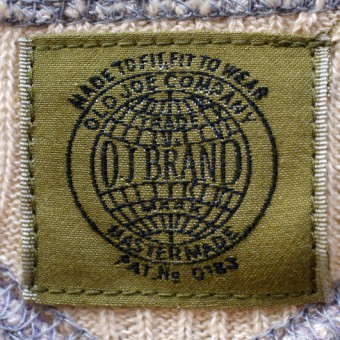 MADE TO FIT, FIT TO WEAR
OLD JOE COMPANY
TRADE
OJ BRAND
MARK
MASTERMADE
PAT. No 0183